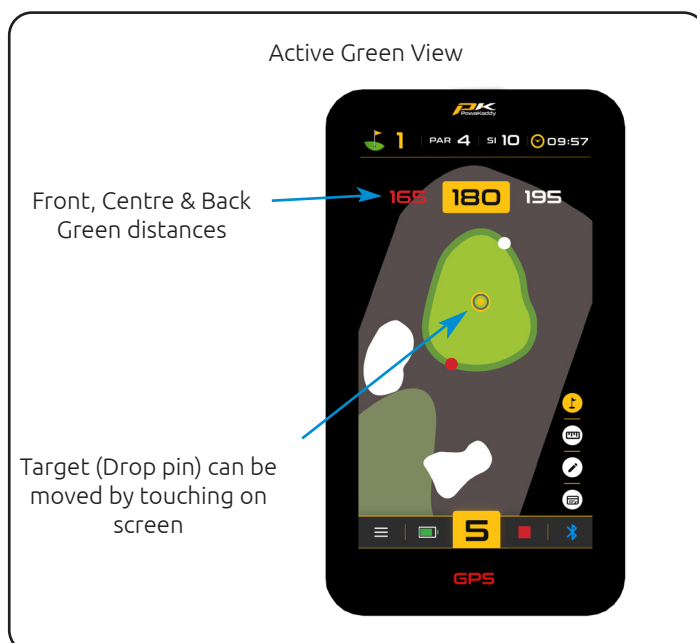 Active Green View
PK
PowaKaddy
1 PAR 4 SI 10 09:57
Front, Centre & Back
Green distances
165 180 195
Target (Drop pin) can be
moved by touching on
screen
5
GPS